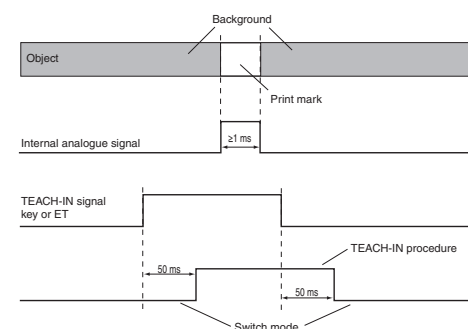 Background
Object
Print mark
≥1 ms
Internal analogue signal
TEACH-IN signal
key or ET
TEACH-IN procedure
50 ms
50 ms
Switch mode